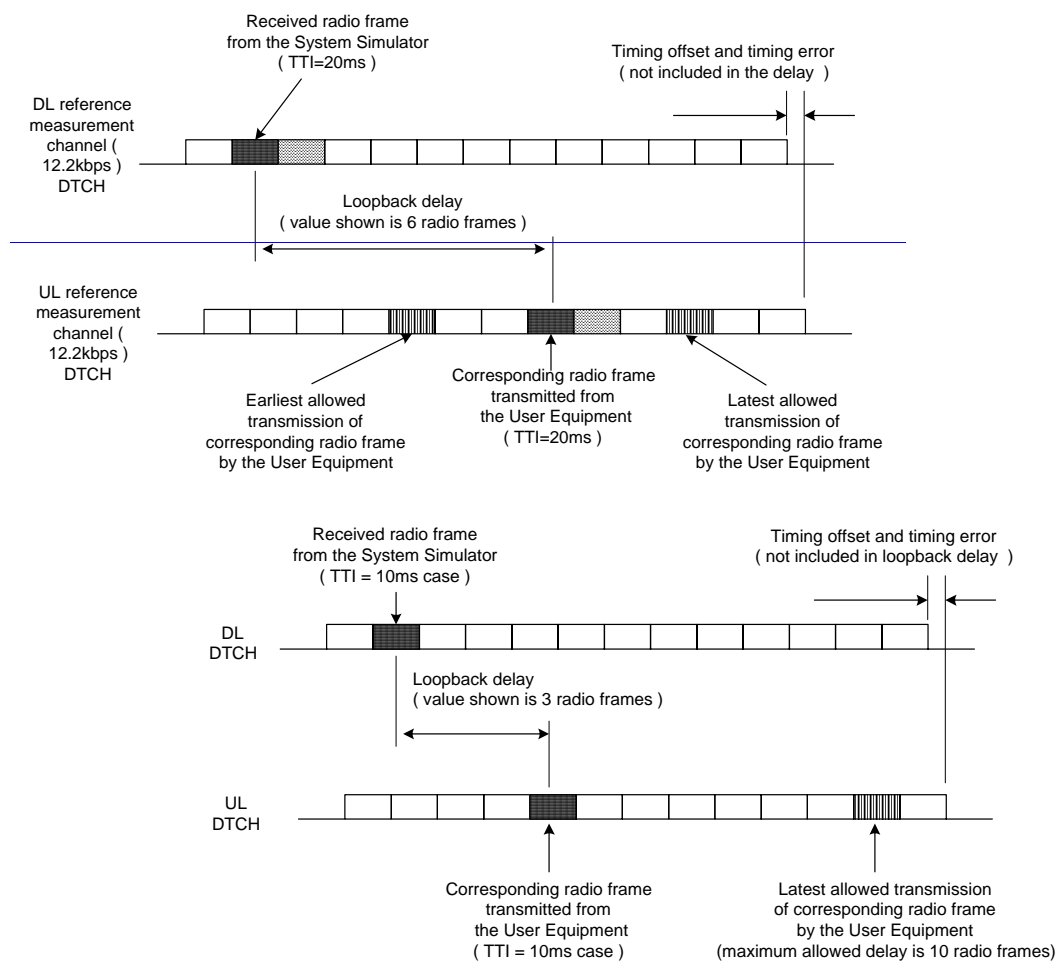 Received radio frame
from the System Simulator
( TTI=20ms )
Timing offset and timing error
( not included in the delay )
DL reference
measurement
channel (
12.2kbps )
DTCH
Loopback delay
( value shown is 6 radio frames )
UL reference
measurement
channel (
12.2kbps )
DTCH
Earliest allowed
transmission of
corresponding radio frame
by the User Equipment
Corresponding radio frame
transmitted from
the User Equipment
( TTI=20ms )
Latest allowed
transmission of
corresponding radio frame
by the User Equipment
Received radio frame
from the System Simulator
( TTI = 10ms case )
Timing offset and timing error
( not included in loopback delay )
DL
DTCH
Loopback delay
( value shown is 3 radio frames )
UL
DTCH
Corresponding radio frame
transmitted from
the User Equipment
( TTI = 10ms case )
Latest allowed transmission
of corresponding radio frame
by the User Equipment
(maximum allowed delay is 10 radio frames)